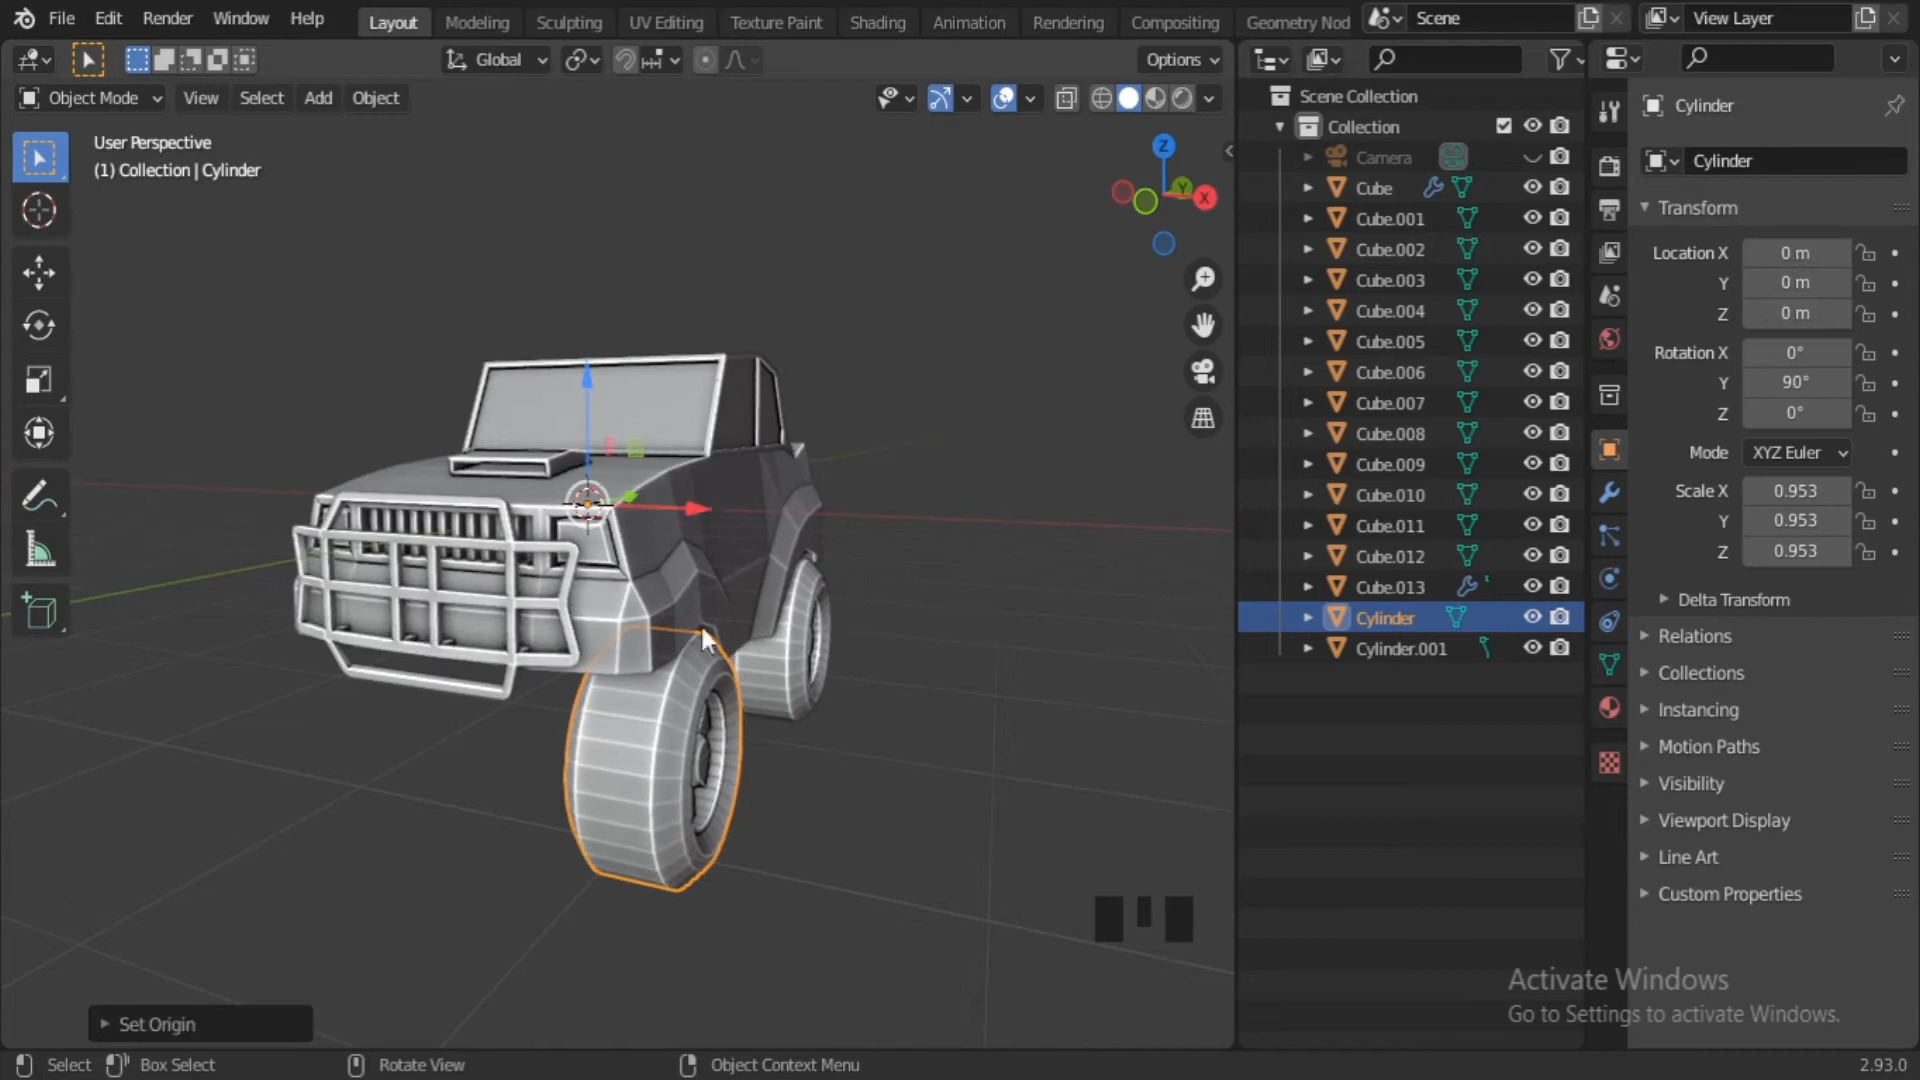 File Edit Render Window Help Layout Modeling Sculpting UV Editing Texture Paint Shading Animation Rendering Compositing Geometry Nod Scene View Layer
Global Options
Object Mode View Select Add Object
User Perspective
(1) Collection | Cylinder
Z
Y
X
Set Origin
Scene Collection
Collection
Camera
Cube
Cube.001
Cube.002
Cube.003
Cube.004
Cube.005
Cube.006
Cube.007
Cube.008
Cube.009
Cube.010
Cube.011
Cube.012
Cube.013
Cylinder
Cylinder.001
Cylinder
Cylinder
Transform
Location X 0 m
Y 0 m
Z 0 m
Rotation X 0°
Y 90°
Z 0°
Mode XYZ Euler
Scale X 0.953
Y 0.953
Z 0.953
Delta Transform
Relations
Collections
Instancing
Motion Paths
Visibility
Viewport Display
Line Art
Custom Properties
Activate Windows
Go to Settings to activate Windows.
Select Box Select Rotate View Object Context Menu 2.93.0